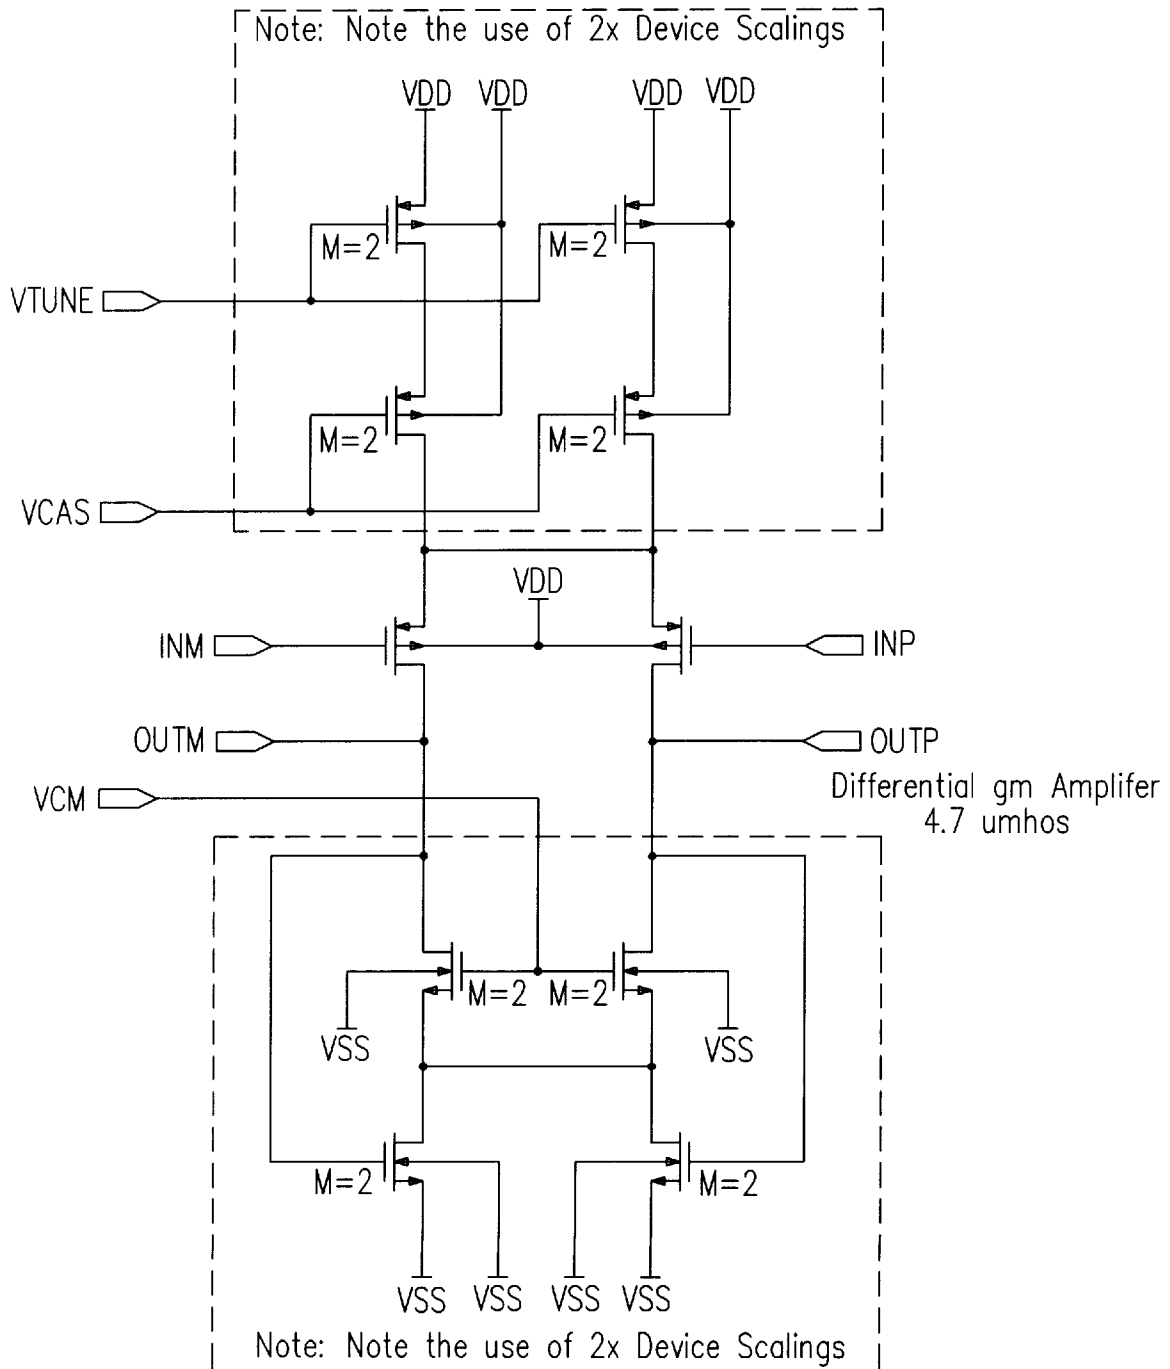 Note: Note the use of 2x Device Scalings
VDD VDD VDD VDD
M=2 M=2
VTUNE
M=2 M=2
VCAS
VDD
INM INP
OUTM OUTP
VCM
Differential gm Amplifer
4.7 umhos
M=2 M=2
VSS VSS
M=2 M=2
VSS VSS VSS VSS
Note: Note the use of 2x Device Scalings